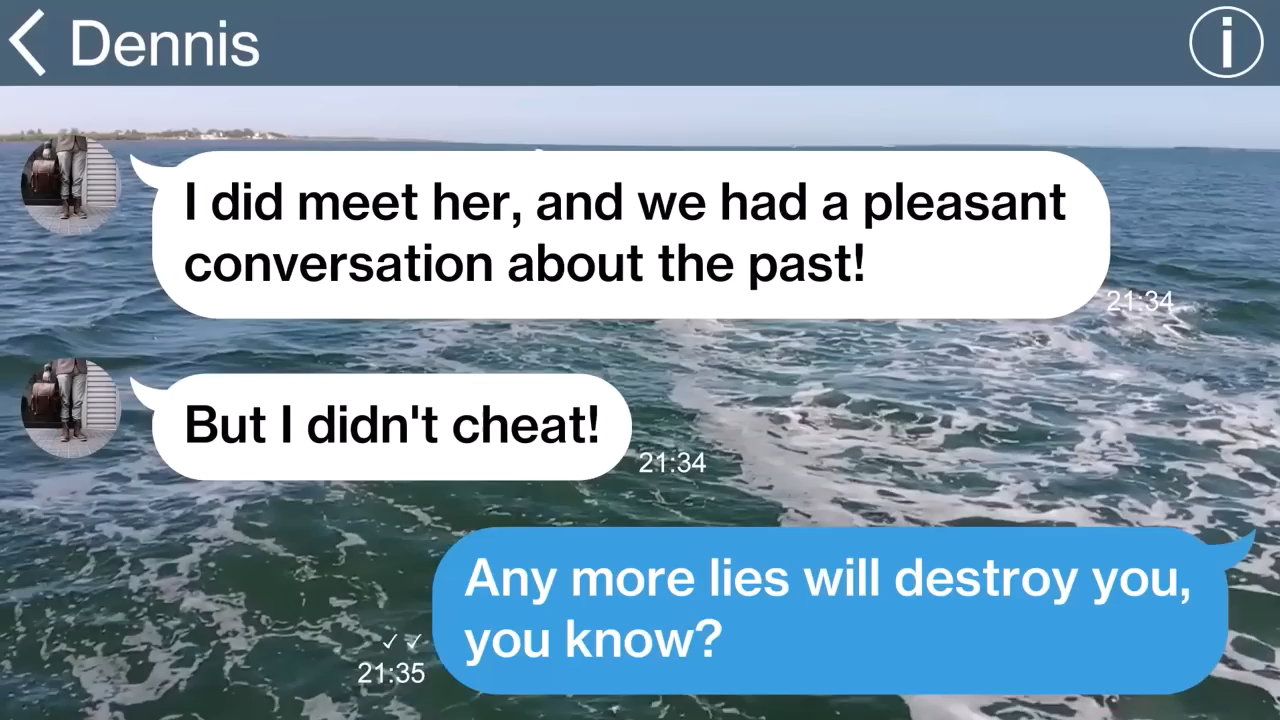 Dennis
I did meet her, and we had a pleasant
conversation about the past!
21:34
But I didn't cheat!
21:34
Any more lies will destroy you,
you know?
21:35